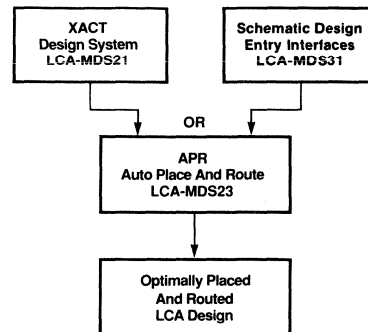 XACT
Design System
LCA-MDS21
Schematic Design
Entry Interfaces
LCA-MDS31
OR
APR
Auto Place And Route
LCA-MDS23
Optimally Placed
And Routed
LCA Design